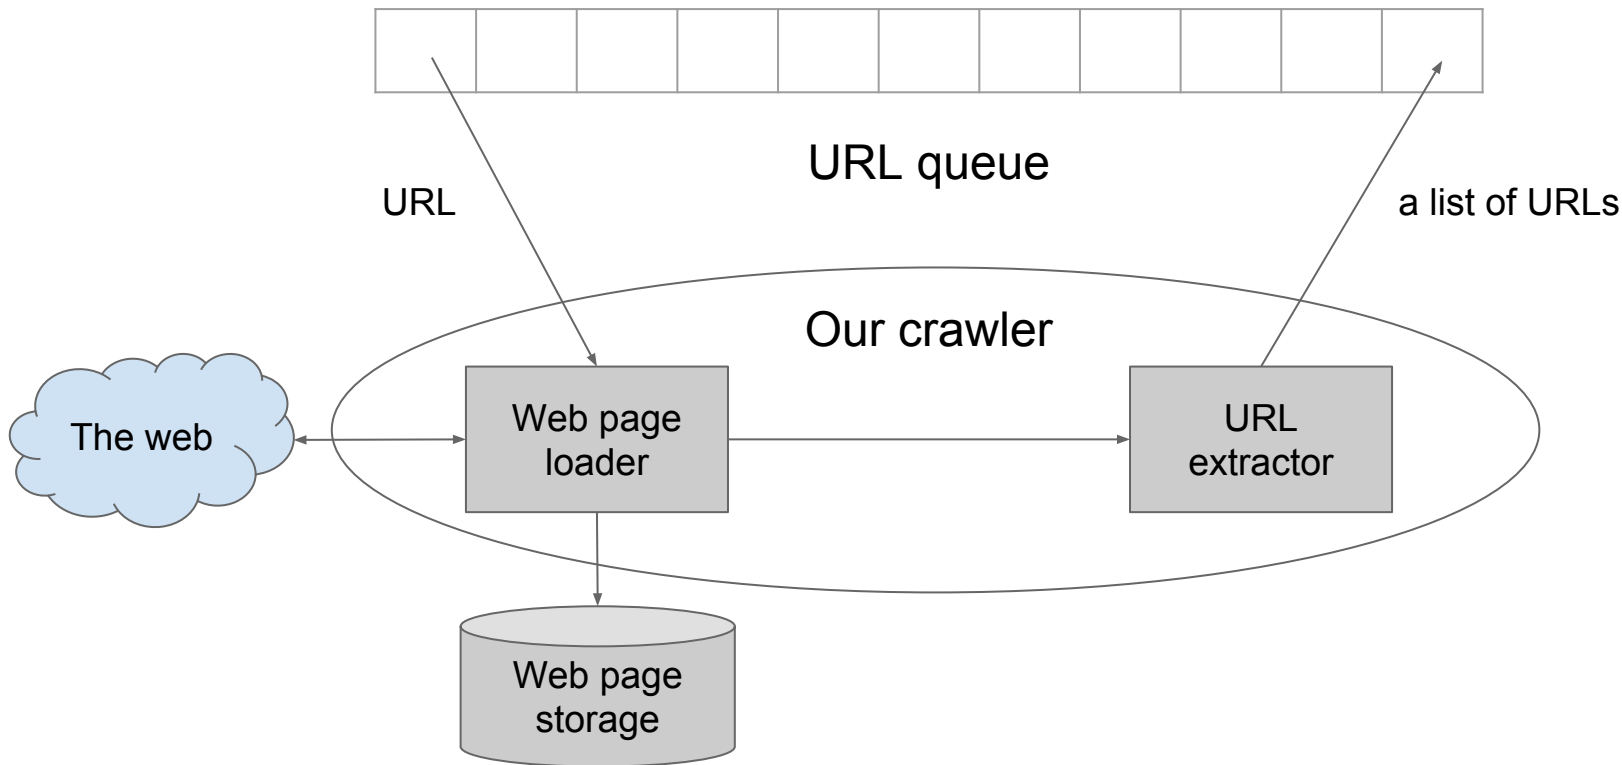 URL queue
URL
a list of URLs
Our crawler
The web
Web page
loader
URL
extractor
Web page
storage